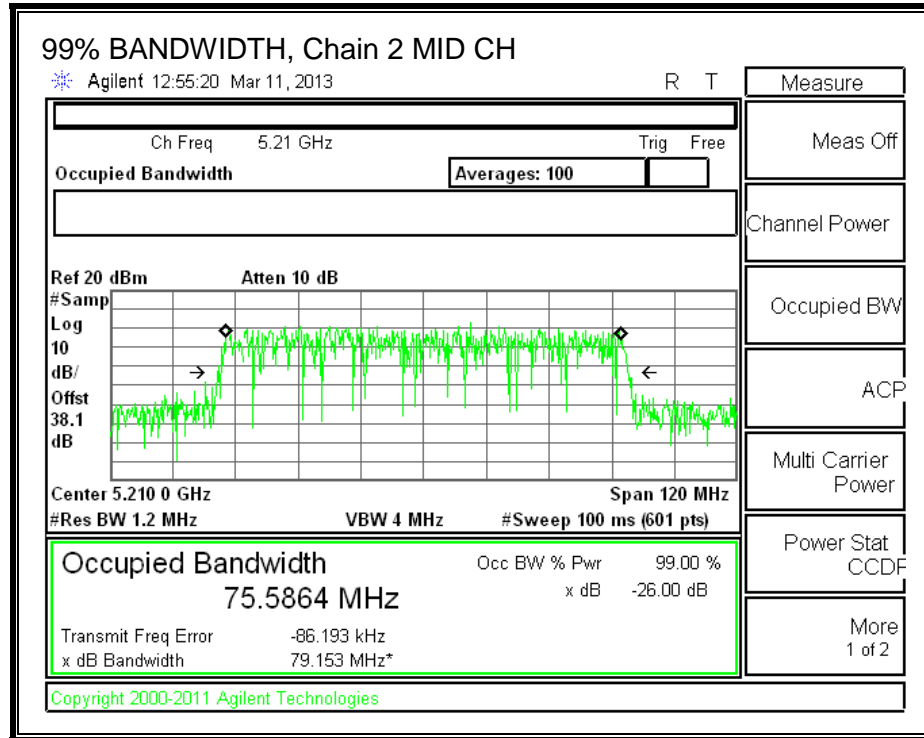 99% BANDWIDTH, Chain 2 MID CH
Agilent 12:55:20 Mar 11, 2013 R T
Measure
Ch Freq 5.21 GHz Trig Free
Meas Off
Occupied Bandwidth Averages: 100
Channel Power
Ref 20 dBm Atten 10 dB
#Samp
Log
10
dB/
Offst
38.1
dB
Occupied BW
ACP
Center 5.210 0 GHz Span 120 MHz
#Res BW 1.2 MHz VBW 4 MHz #Sweep 100 ms (601 pts)
Multi Carrier
Power
Occupied Bandwidth Occ BW % Pwr 99.00 %
75.5864 MHz x dB -26.00 dB
Power Stat
CCDF
Transmit Freq Error -86.193 kHz
x dB Bandwidth 79.153 MHz*
More
1 of 2
Copyright 2000-2011 Agilent Technologies